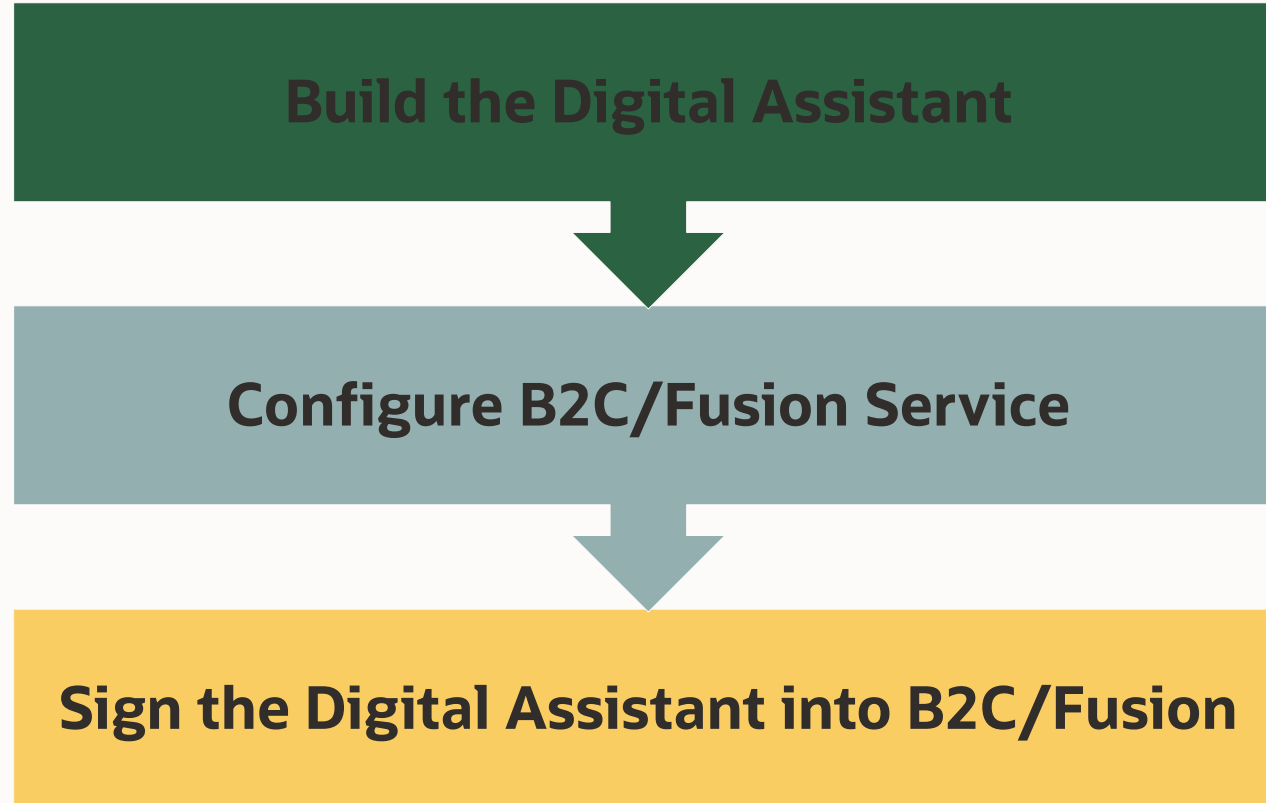 Build the Digital Assistant
Configure B2C/Fusion Service
Sign the Digital Assistant into B2C/Fusion